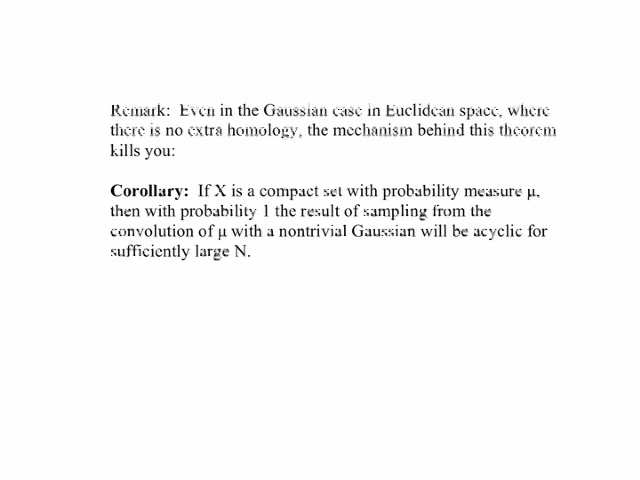 Remark: Even in the Gaussian case in Euclidean space, where
there is no extra homology, the mechanism behind this theorem
kills you:
Corollary: If X is a compact set with probability measure μ,
then with probability 1 the result of sampling from the
convolution of μ with a nontrivial Gaussian will be acyclic for
sufficiently large N.